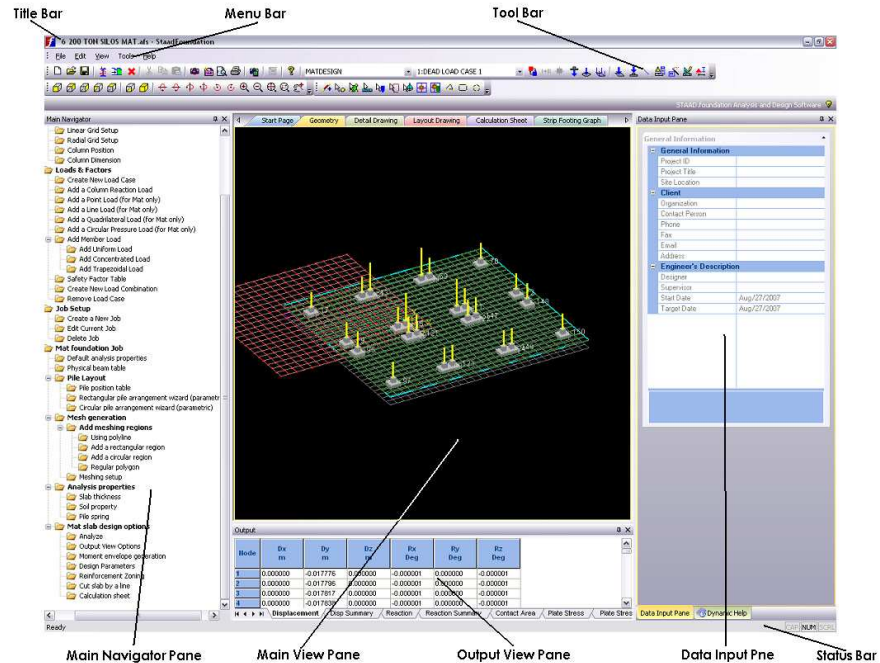 Title Bar
Menu Bar
Tool Bar
6 200 TON SILOS MAT.afs - StaadFoundation
File Edit View Tools Help
MATDESIGN
1:DEAD LOAD CASE 1
STAAD.foundation Analysis and Design Software
Main Navigator
Linear Grid Setup
Radial Grid Setup
Column Position
Column Dimension
Loads & Factors
Create New Load Case
Add a Column Reaction Load
Add a Point Load (for Mat only)
Add a Line Load (for Mat only)
Add a Quadrilateral Load (for Mat only)
Add a Circular Pressure Load (for Mat only)
Add Member Load
Add Uniform Load
Add Concentrated Load
Add Trapezoidal Load
Safety Factor Table
Create New Load Combination
Remove Load Case
Job Setup
Create a New Job
Edit Current Job
Delete Job
Mat foundation Job
Default analysis properties
Physical beam table
Pile Layout
Pile position table
Rectangular pile arrangement wizard (parametr
Circular pile arrangement wizard (parametric)
Mesh generation
Add meshing regions
Using polyline
Add a rectangular region
Add a circular region
Regular polygon
Meshing setup
Analysis properties
Slab thickness
Soil property
Pile spring
Mat slab design options
Analyze
Output View Options
Moment envelope generation
Design Parameters
Reinforcement Zoning
Cut slab by a line
Calculation sheet
Start Page Geometry Detail Drawing Layout Drawing Calculation Sheet Strip Footing Graph
78
148
150
Output
Node Dx m Dy m Dz m Rx Deg Ry Deg Rz Deg
1 0.000000 -0.017776 0.000000 -0.000001 0.000000 -0.000001
2 0.000000 -0.017796 0.000000 -0.000001 0.000000 -0.000001
3 0.000000 -0.017817 0.000000 -0.000001 0.000000 -0.000001
4 0.000000 0.000000 -0.000001 0.000000 -0.000001
Displacement Disp Summary Reaction Reaction Summary Contact Area Plate Stress Plate Stres
Data Input Pane
General Information
General Information
Project ID
Project Title
Site Location
Client
Organization
Contact Person
Phone
Fax
Email
Address
Engineer's Description
Designer
Supervisor
Start Date Aug/27/2007
Target Date Aug/27/2007
Data Input Pane Dynamic Help
Ready
CAP NUM SCRL
Main Navigator Pane
Main View Pane
Output View Pane
Data Input Pne
Status Bar